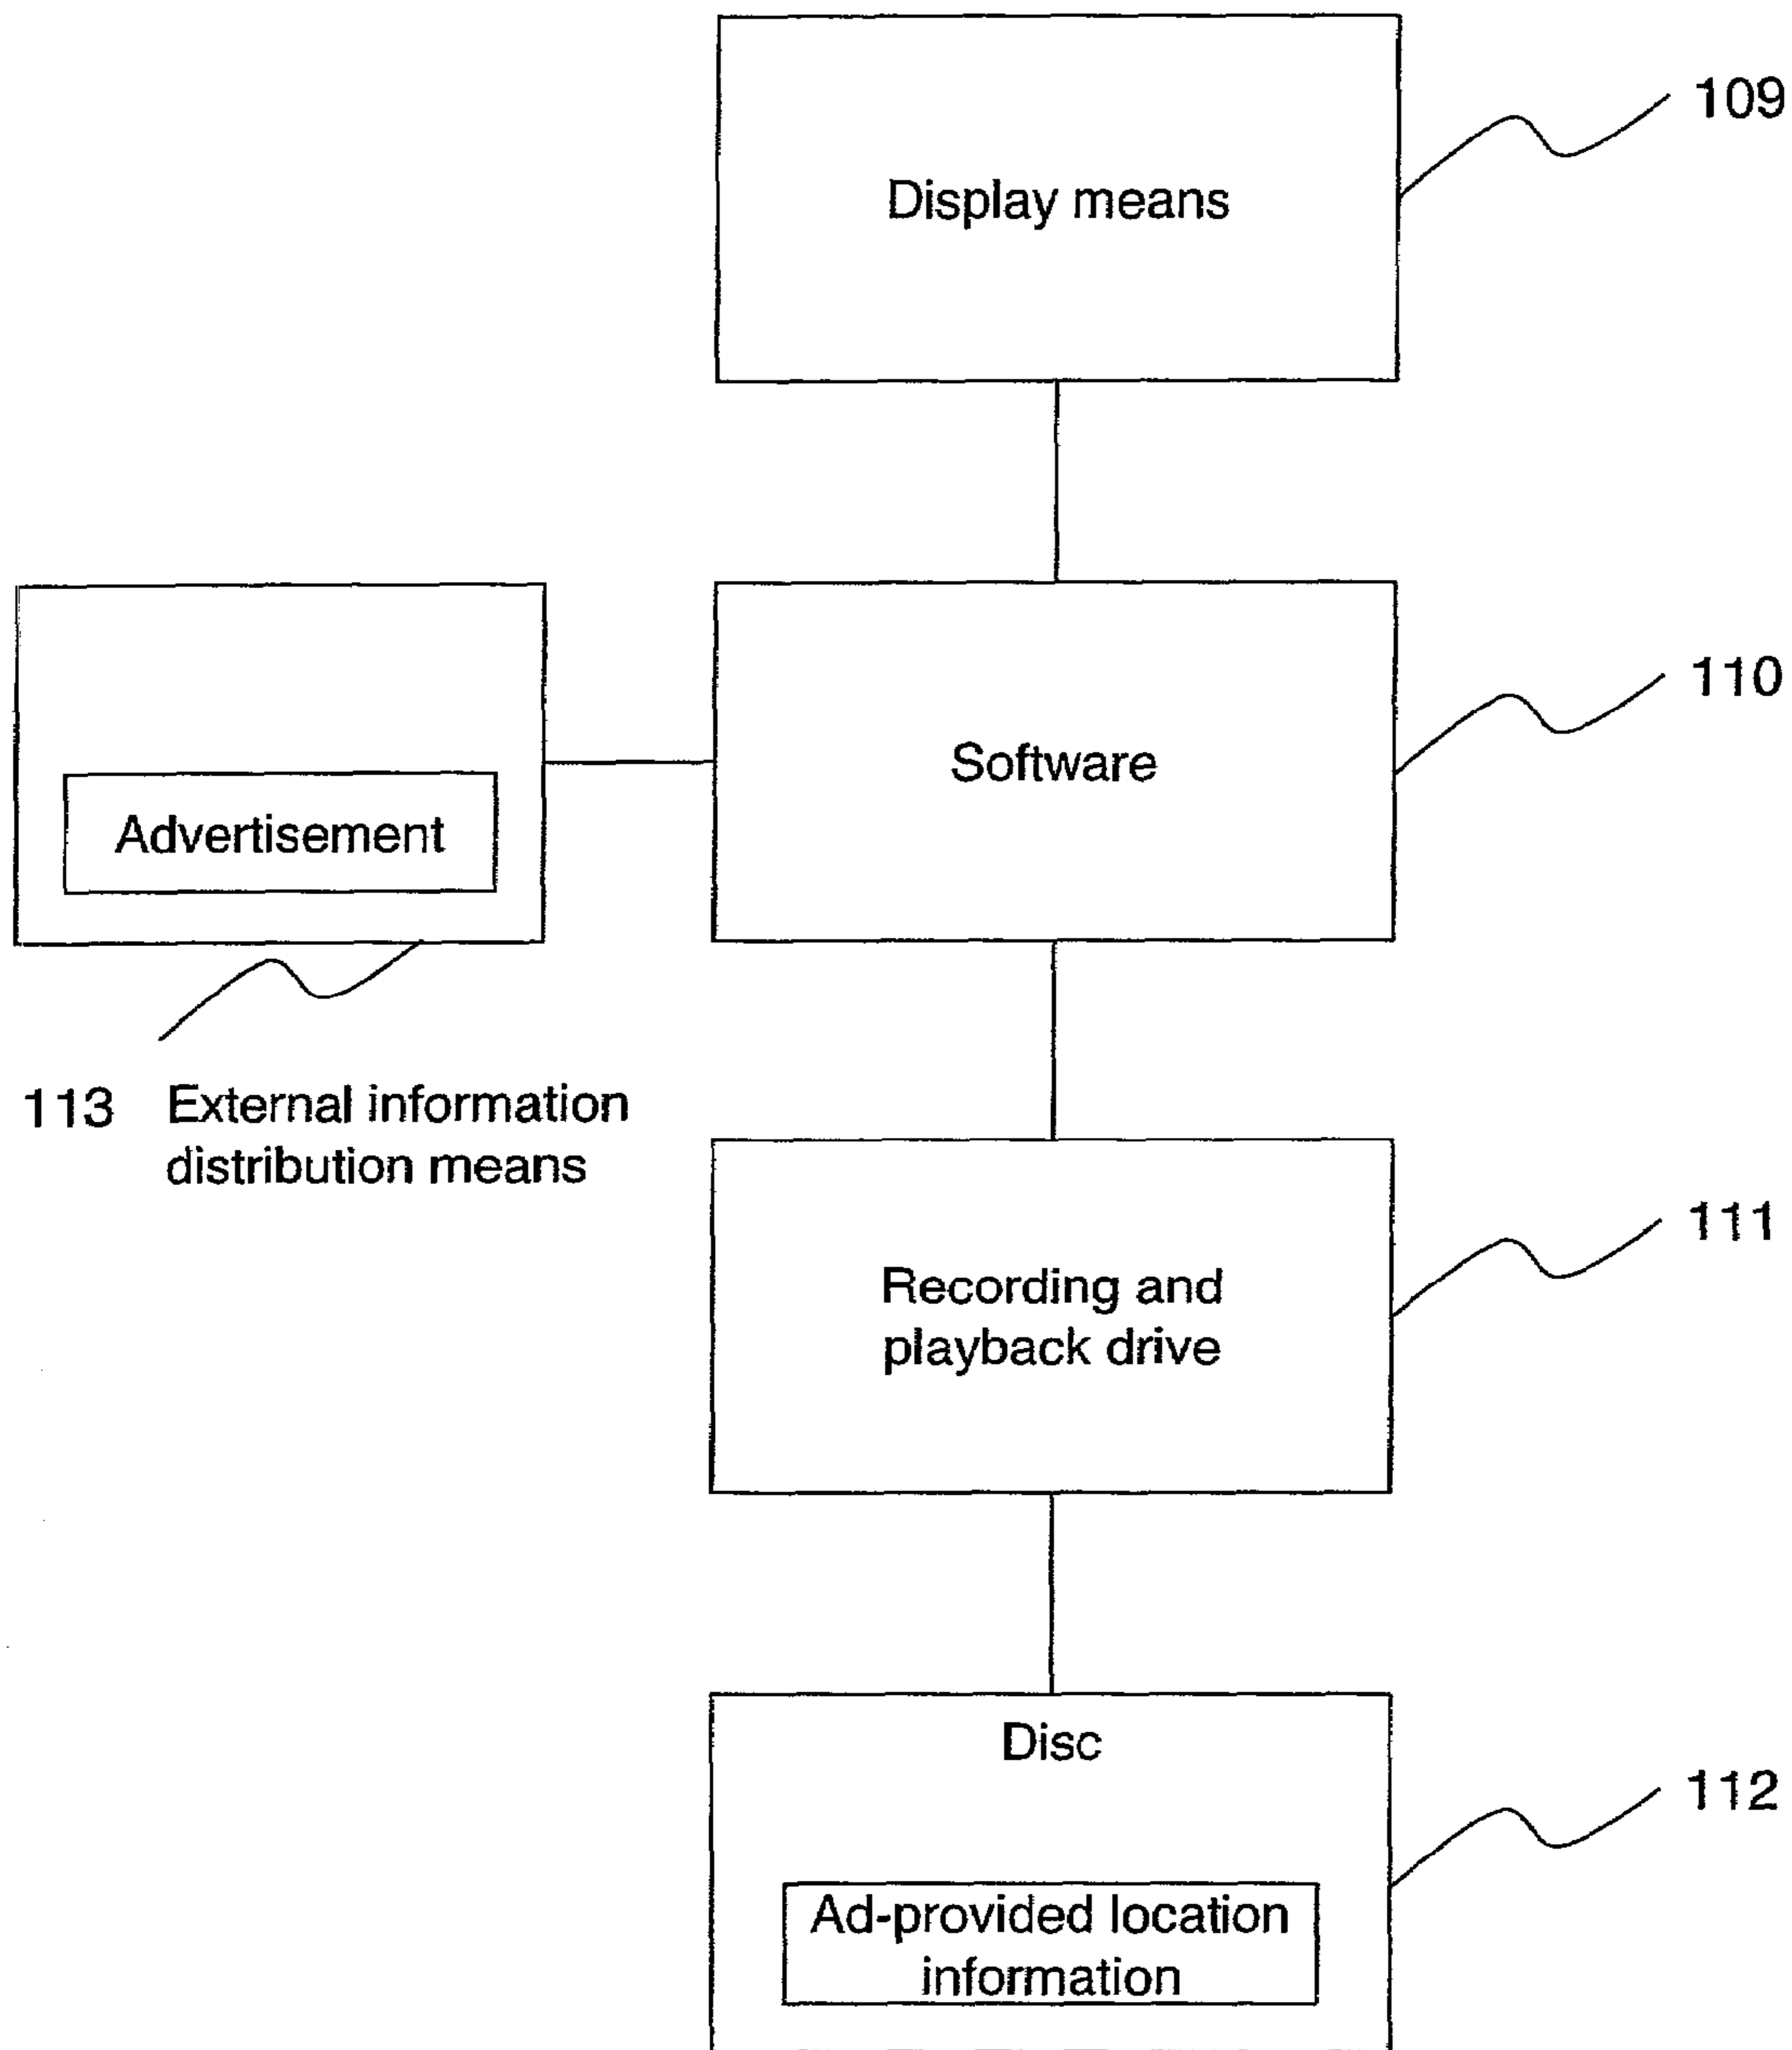 109
Display means
110
Software
Advertisement
113 External information
distribution means
111
Recording and
playback drive
Disc
112
Ad-provided location
information